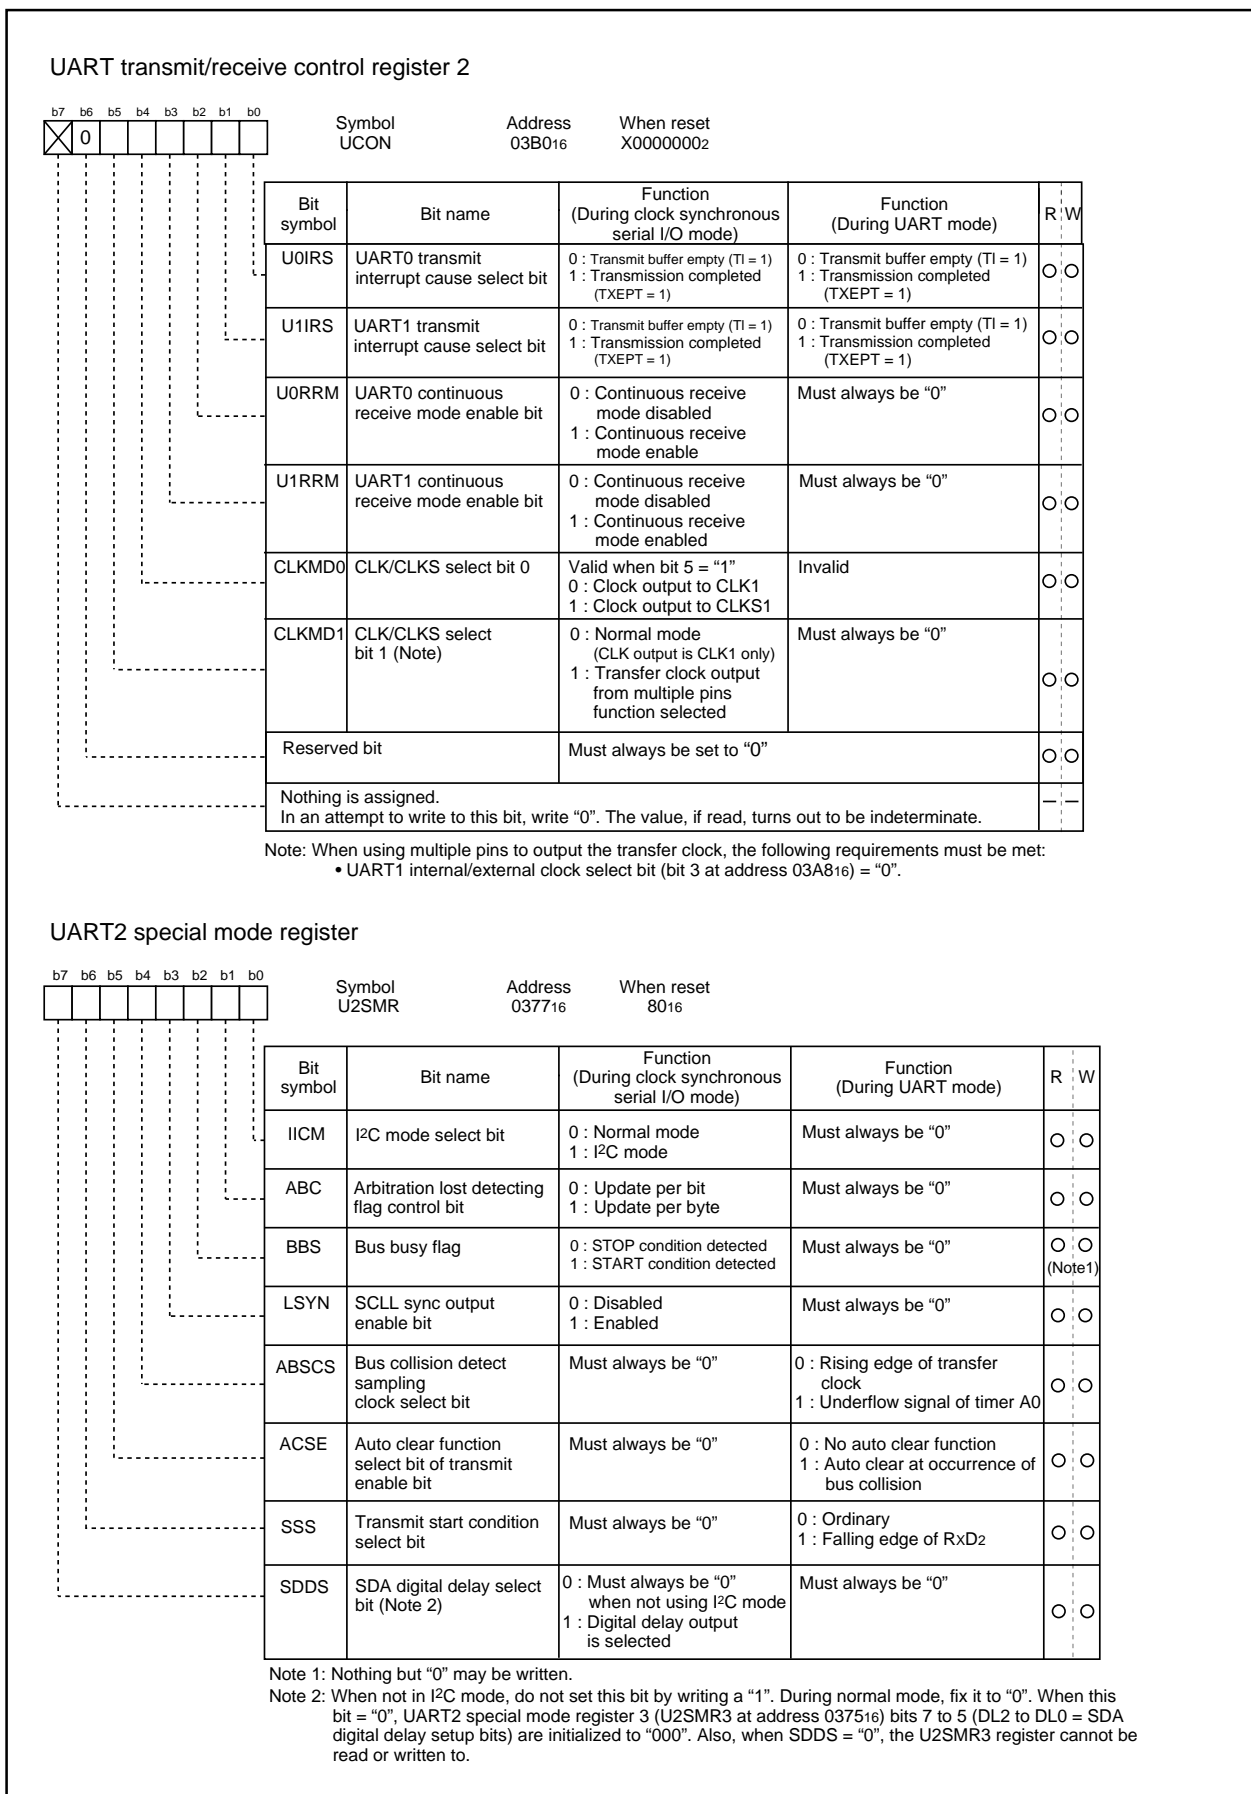 UART transmit/receive control register 2
b7 b6 b5 b4 b3 b2 b1 b0
0
Symbol Address When reset
UCON 03B016 X00000002
Bit symbol
Bit name
Function
(During clock synchronous
serial I/O mode)
Function
(During UART mode)
R W
U0IRS
UART0 transmit
interrupt cause select bit
0 : Transmit buffer empty (TI = 1)
1 : Transmission completed
(TXEPT = 1)
0 : Transmit buffer empty (TI = 1)
1 : Transmission completed
(TXEPT = 1)
U1IRS
UART1 transmit
interrupt cause select bit
0 : Transmit buffer empty (TI = 1)
1 : Transmission completed
(TXEPT = 1)
0 : Transmit buffer empty (TI = 1)
1 : Transmission completed
(TXEPT = 1)
U0RRM
UART0 continuous
receive mode enable bit
0 : Continuous receive
mode disabled
1 : Continuous receive
mode enable
Must always be “0”
U1RRM
UART1 continuous
receive mode enable bit
0 : Continuous receive
mode disabled
1 : Continuous receive
mode enabled
Must always be “0”
CLKMD0
CLK/CLKS select bit 0
Valid when bit 5 = “1”
0 : Clock output to CLK1
1 : Clock output to CLKS1
Invalid
CLKMD1
CLK/CLKS select
bit 1 (Note)
0 : Normal mode
(CLK output is CLK1 only)
1 : Transfer clock output
from multiple pins
function selected
Must always be “0”
Reserved bit
Must always be set to “0”
Nothing is assigned.
In an attempt to write to this bit, write “0”. The value, if read, turns out to be indeterminate.
– –
Note: When using multiple pins to output the transfer clock, the following requirements must be met:
• UART1 internal/external clock select bit (bit 3 at address 03A816) = “0”.
UART2 special mode register
b7 b6 b5 b4 b3 b2 b1 b0
Symbol Address When reset
U2SMR 037716 8016
Bit
symbol
Bit name
Function
(During clock synchronous
serial I/O mode)
Function
(During UART mode)
R W
IICM
I2C mode select bit
0 : Normal mode
1 : I2C mode
Must always be “0”
ABC
Arbitration lost detecting
flag control bit
0 : Update per bit
1 : Update per byte
Must always be “0”
BBS
Bus busy flag
0 : STOP condition detected
1 : START condition detected
Must always be “0”
(Note1)
LSYN
SCLL sync output
enable bit
0 : Disabled
1 : Enabled
Must always be “0”
ABSCS
Bus collision detect
sampling
clock select bit
Must always be “0”
0 : Rising edge of transfer
clock
1 : Underflow signal of timer A0
ACSE
Auto clear function
select bit of transmit
enable bit
Must always be “0”
0 : No auto clear function
1 : Auto clear at occurrence of
bus collision
SSS
Transmit start condition
select bit
Must always be “0”
0 : Ordinary
1 : Falling edge of RXD2
SDDS
SDA digital delay select
bit (Note 2)
0 : Must always be “0”
when not using I2C mode
1 : Digital delay output
is selected
Must always be “0”
Note 1: Nothing but “0” may be written.
Note 2: When not in I2C mode, do not set this bit by writing a “1”. During normal mode, fix it to “0”. When this
bit = “0”, UART2 special mode register 3 (U2SMR3 at address 037516) bits 7 to 5 (DL2 to DL0 = SDA
digital delay setup bits) are initialized to “000”. Also, when SDDS = “0”, the U2SMR3 register cannot be
read or written to.